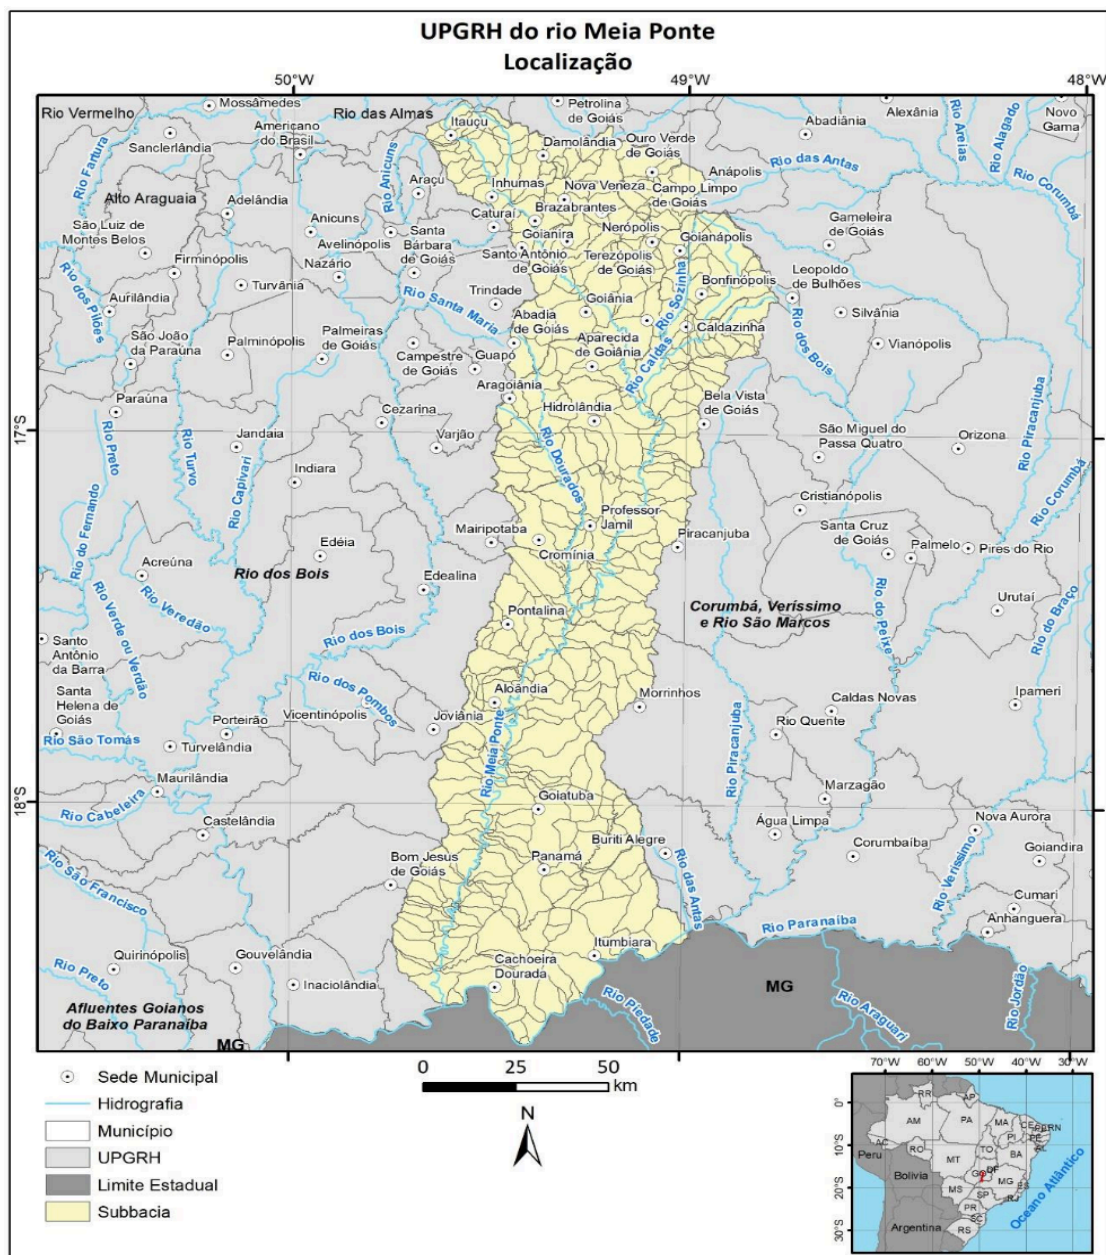 UPGRH do rio Meia Ponte
Localização
50°W
49°W
48°W
Rio Vermelho
Mossâmedes
Rio das Almas
Petrolina
de Goiás
Alexânia
Novo
Gama
Sanclerlândia
Americano
do Brasil
Itauçu
Damolândia
Ouro Verde
de Goiás
Abadiânia
Rio Areias
Rio Alagado
Rio Fartura
Rio Anicuns
Rio das Antas
Rio Corumbá
Alto Araguaia
Adelândia
Araçu
Inhumas
Nova Veneza
Campo Limpo
de Goiás
Anápolis
São Luiz de
Montes Belos
Anicuns
Avelinópolis
Caturaí
Brazabrantes
Goianira
Nerópolis
Goianápolis
Gameleira
de Goiás
Firminópolis
Nazário
Santa
Bárbara
de Goiás
Santo Antônio
de Goiás
Terezópolis
de Goiás
Bonfinópolis
Leopoldo
de Bulhões
Rio dos Pilões
Aurilândia
Turvânia
Rio Santa Maria
Trindade
Goiânia
Rio Sozinha
Silvânia
São João
da Paraúna
Palminópolis
Palmeiras
de Goiás
Campestre
de Goiás
Guapó
Abadia
de Goiás
Aparecida
de Goiânia
Rio Caldas
Caldazinha
Rio dos Bois
Vianópolis
Aragoiânia
Paraúna
Cezarina
Hidrolândia
Bela Vista
de Goiás
Rio Piracanjuba
17°S
Rio Preto
Rio Turvo
Jandaia
Varjão
São Miguel do
Passa Quatro
Orizona
Rio Capivari
Indiara
Rio Dourados
Rio Corumbá
Rio do Fernando
Professor
Jamil
Cristianópolis
Mairipotaba
Cromínia
Piracanjuba
Santa Cruz
de Goiás
Palmelo
Pires do Rio
Acreúna
Edéia
Rio dos Bois
Edealina
Rio Verde ou Verdão
Rio Veredão
Pontalina
Corumbá, Veríssimo
e Rio São Marcos
Rio do Peixe
Urutaí
Rio do Braço
Santo
Antônio
da Barra
Rio dos Bois
Santa
Helena de
Goiás
Rio dos Pombos
Aloândia
Morrinhos
Caldas Novas
Ipameri
Porteirão
Vicentinópolis
Joviânia
Rio Quente
Rio São Tomás
Turvelândia
Rio Meia Ponte
Rio Piracanjuba
Maurilândia
Marzagão
18°S
Rio Cabeleira
Goiatuba
Castelândia
Buriti Alegre
Água Limpa
Nova Aurora
Corumbaíba
Goiandira
Bom Jesus
de Goiás
Panamá
Rio das Antas
Rio Veríssimo
Rio São Francisco
Cumari
Rio Paranaíba
Anhanguera
Quirinópolis
Gouvelândia
Itumbiara
Rio Preto
Inaciolândia
Cachoeira
Dourada
Rio Piedade
MG
Rio Araguari
Rio Jordão
Afluentes Goianos
do Baixo Paranaíba
MG
Sede Municipal
Hidrografia
Município
UPGRH
Limite Estadual
Subbacia
0
25
50
km
N
70°W
60°W
50°W
40°W
30°W
0°
10°S
20°S
30°S
RR
AP
AM
PA
MA
CE
RN
PI
PE
AL
AC
RO
TO
BA
MT
GO
DF
MG
ES
MS
SP
RJ
PR
SC
RS
Peru
Bolivia
Argentina
Oceano Atlântico